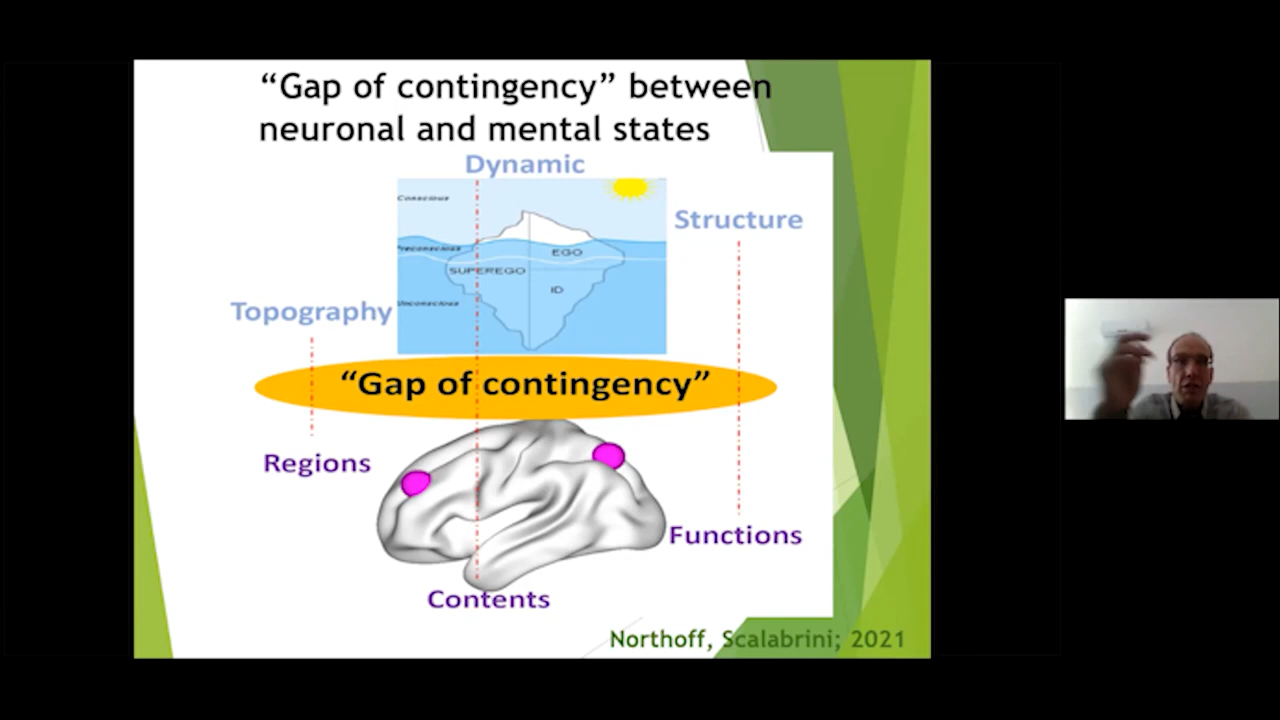 “Gap of contingency” between
neuronal and mental states
Dynamic
Conscious
Structure
Preconscious
EGO
SUPEREGO
ID
Unconscious
Topography
“Gap of contingency”
Regions
Functions
Contents
Northoff, Scalabrini; 2021